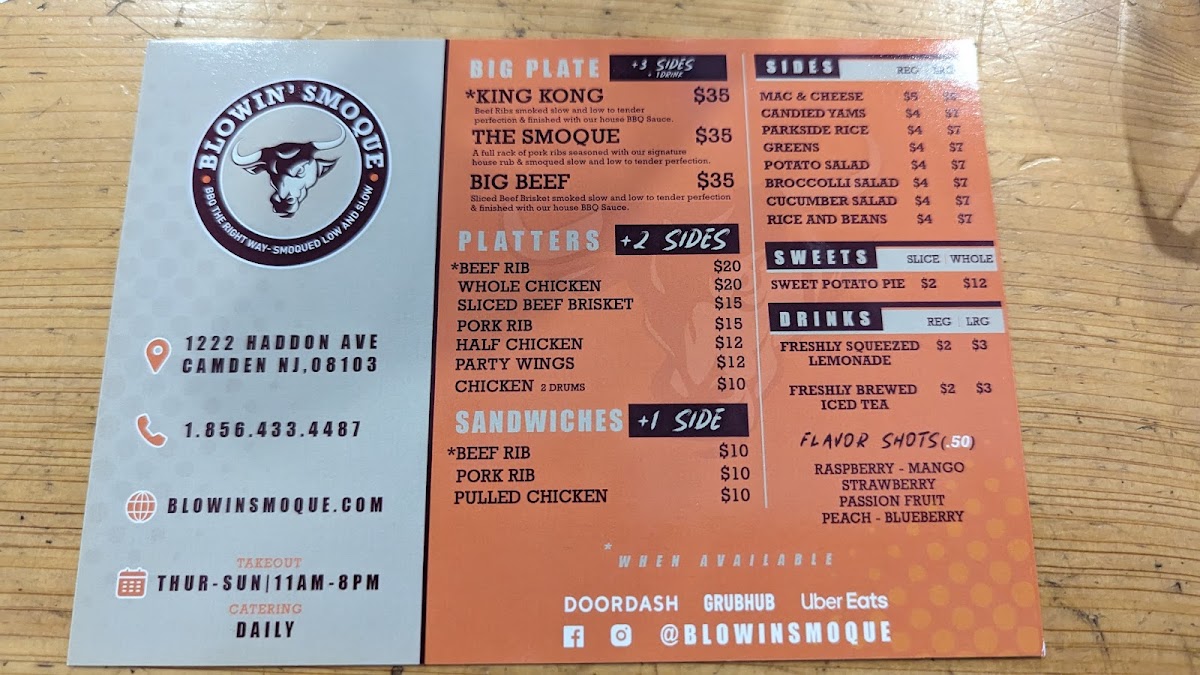 BLOWIN' SMOQUE
BBQ THE RIGHT WAY- SMOQUED LOW AND SLOW
1222 HADDON AVE
CAMDEN NJ,08103
1.856.433.4487
BLOWINSMOQUE.COM
TAKEOUT
THUR-SUN|11AM-8PM
CATERING
DAILY
BIG PLATE +3 SIDES
+ 1 DRINK
*KING KONG $35
Beef Ribs smoked slow and low to tender
perfection & finished with our house BBQ Sauce.
THE SMOQUE $35
A full rack of pork ribs seasoned with our signature
house rub & smoqued slow and low to tender perfection.
BIG BEEF $35
Sliced Beef Brisket smoked slow and low to tender perfection
& finished with our house BBQ Sauce.
PLATTERS +2 SIDES
*BEEF RIB $20
WHOLE CHICKEN $20
SLICED BEEF BRISKET $15
PORK RIB $15
HALF CHICKEN $12
PARTY WINGS $12
CHICKEN 2 DRUMS $10
SANDWICHES +1 SIDE
*BEEF RIB $10
PORK RIB $10
PULLED CHICKEN $10
SIDES REG LRG
MAC & CHEESE $5
CANDIED YAMS $4 $7
PARKSIDE RICE $4 $7
GREENS $4 $7
POTATO SALAD $4 $7
BROCCOLLI SALAD $4 $7
CUCUMBER SALAD $4 $7
RICE AND BEANS $4 $7
SWEETS SLICE | WHOLE
SWEET POTATO PIE $2 $12
DRINKS REG | LRG
FRESHLY SQUEEZED $2 $3
LEMONADE
FRESHLY BREWED $2 $3
ICED TEA
FLAVOR SHOTS(.50)
RASPBERRY - MANGO
STRAWBERRY
PASSION FRUIT
PEACH - BLUEBERRY
*WHEN AVAILABLE
DOORDASH GRUBHUB Uber Eats
@BLOWINSMOQUE